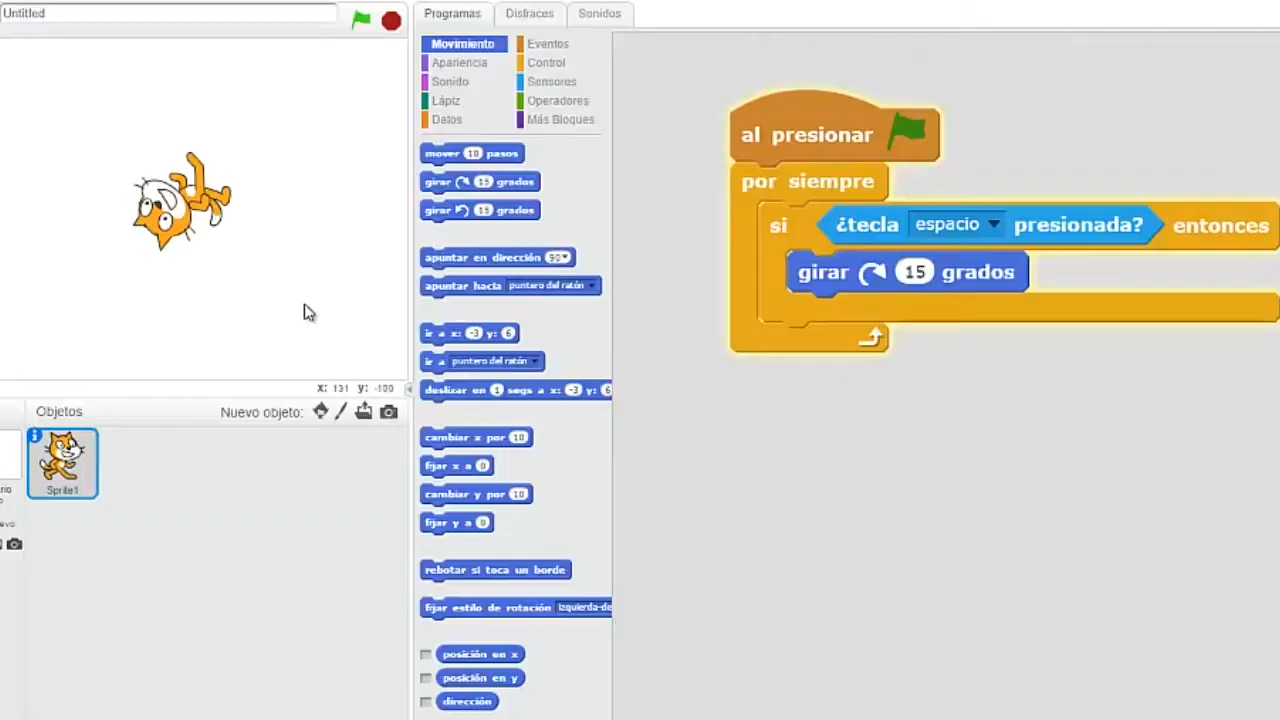 Untitled
Programas Disfraces Sonidos
Movimiento Eventos
Apariencia Control
Sonido Sensores
Lápiz Operadores
Datos Más Bloques
mover 10 pasos
girar 15 grados
girar 15 grados
apuntar en dirección 90
apuntar hacia puntero del ratón
ir a x: -3 y: 6
ir a puntero del ratón
deslizar en 1 segs a x: -3 y: 6
cambiar x por 10
fijar x a 0
cambiar y por 10
fijar y a 0
rebotar si toca un borde
fijar estilo de rotación izquierda-de
posición en x
posición en y
dirección
al presionar
por siempre
si ¿tecla espacio presionada? entonces
girar 15 grados
x: 131 y: -100
Objetos Nuevo objeto:
Sprite1
rio
evo